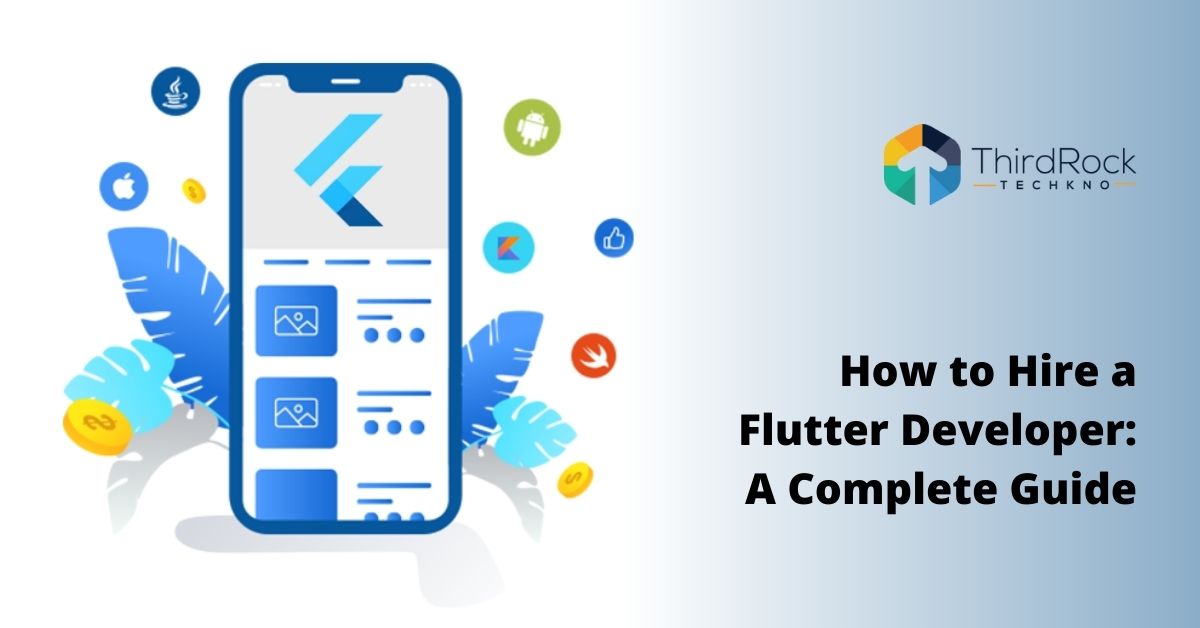 ThirdRock
TECHKNO
How to Hire a
Flutter Developer:
A Complete Guide